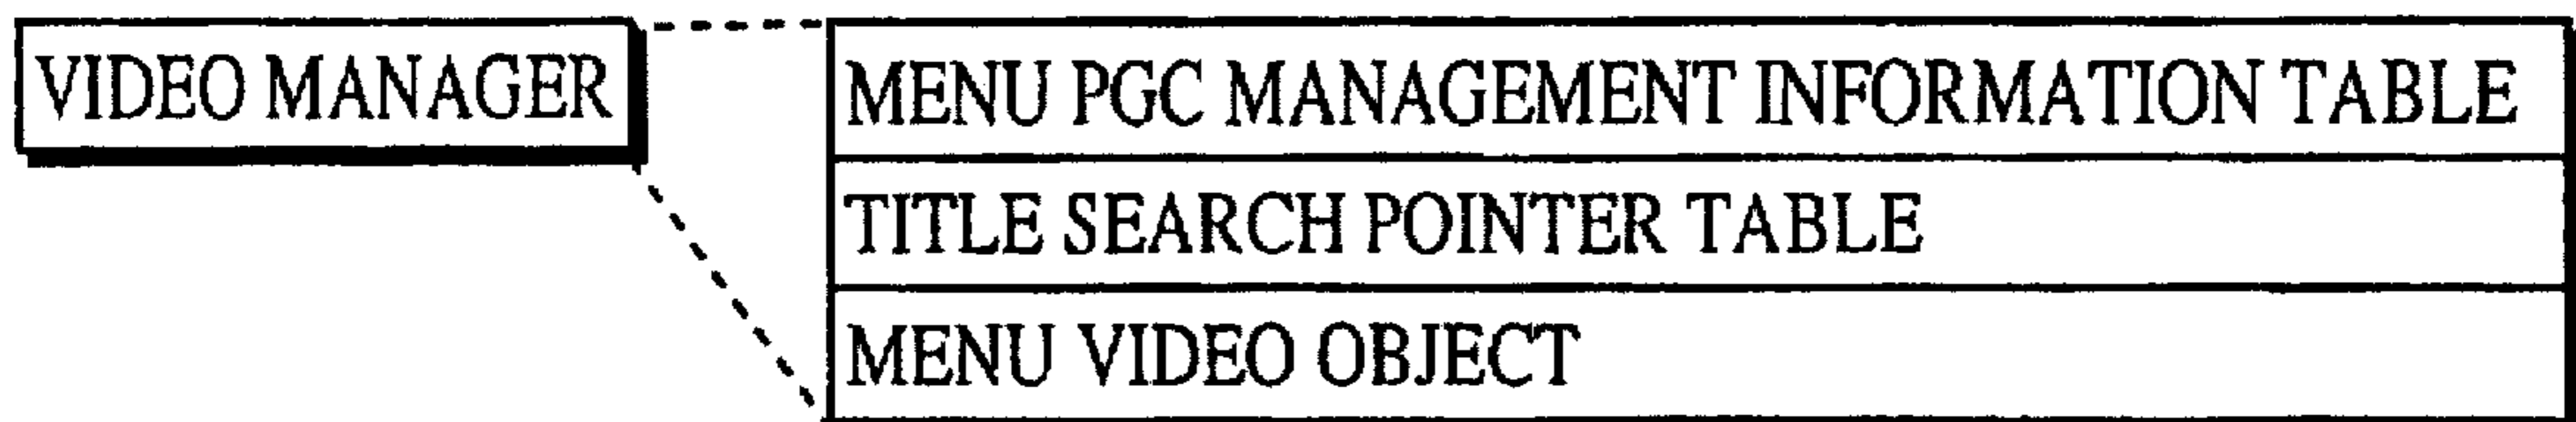 VIDEO MANAGER
MENU PGC MANAGEMENT INFORMATION TABLE
TITLE SEARCH POINTER TABLE
MENU VIDEO OBJECT